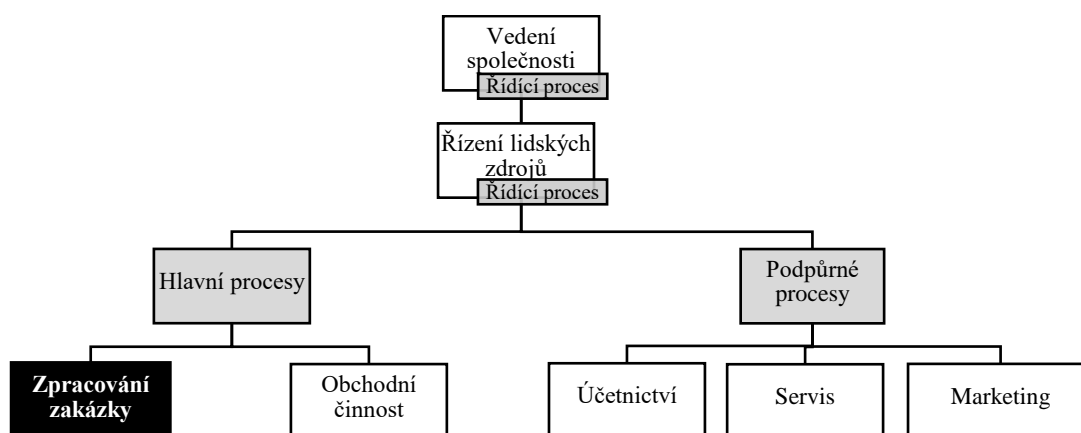 Vedení
společnosti
Řídící proces
Řízení lidských
zdrojů
Řídící proces
Hlavní procesy
Podpůrné
procesy
Zpracování
zakázky
Obchodní
činnost
Účetnictví
Servis
Marketing